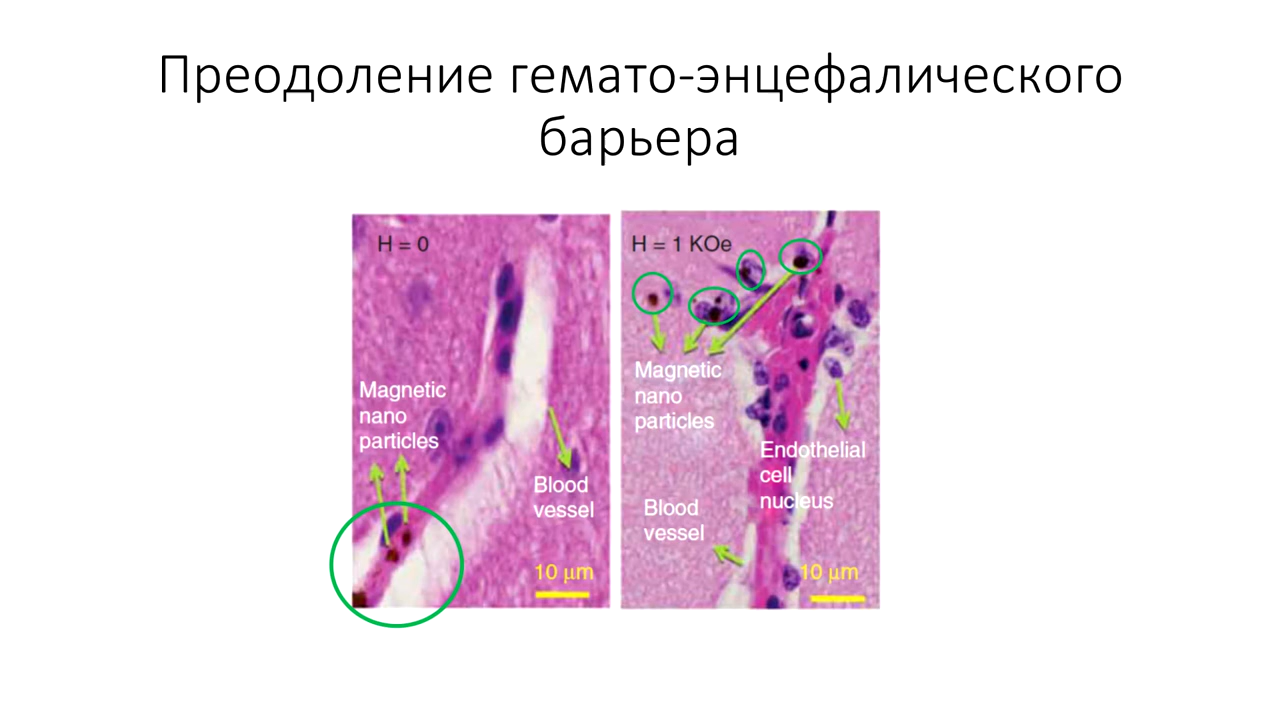 Преодоление гемато-энцефалического
барьера
H = 0
Magnetic
nano
particles
Blood
vessel
10 μm
H = 1 KOe
Magnetic
nano
particles
Endothelial
cell
nucleus
Blood
vessel
10 μm